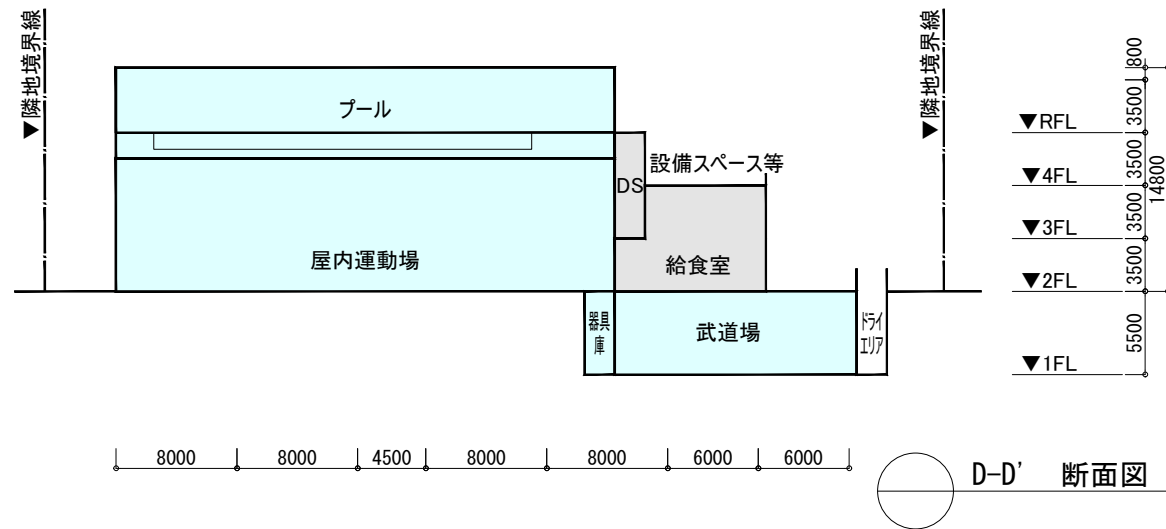 ▼隣地境界線
プール
屋内運動場
DS
設備スペース等
給食室
器具庫
武道場
ドライエリア
▼隣地境界線
▼RFL
▼4FL
▼3FL
▼2FL
▼1FL
800
3500
3500
3500
3500
5500
14800
8000
8000
4500
8000
8000
6000
6000
D-D' 断面図